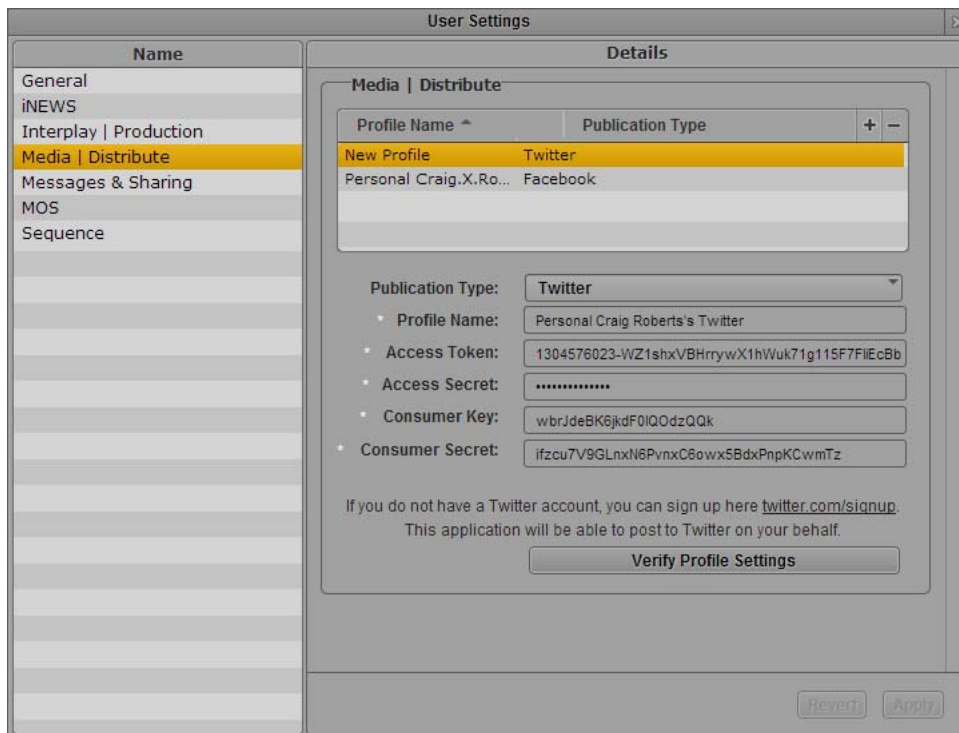 User Settings
Name
General
iNEWS
Interplay | Production
Media | Distribute
Messages & Sharing
MOS
Sequence
Details
Media | Distribute
Profile Name Publication Type + −
New Profile Twitter
Personal Craig.X.Ro... Facebook
Publication Type: Twitter
* Profile Name: Personal Craig Roberts's Twitter
* Access Token: 1304576023-WZ1shxVBHrrywX1hWuk71g115F7FliEcBb
* Access Secret: ••••••••••••••
* Consumer Key: wbrJdeBK6jkdF0lQOdzQQk
* Consumer Secret: ifzcu7V9GLnxN6PvnxC6owx5BdxPnpKCwmTz
If you do not have a Twitter account, you can sign up here twitter.com/signup.
This application will be able to post to Twitter on your behalf.
Verify Profile Settings
Revert Apply